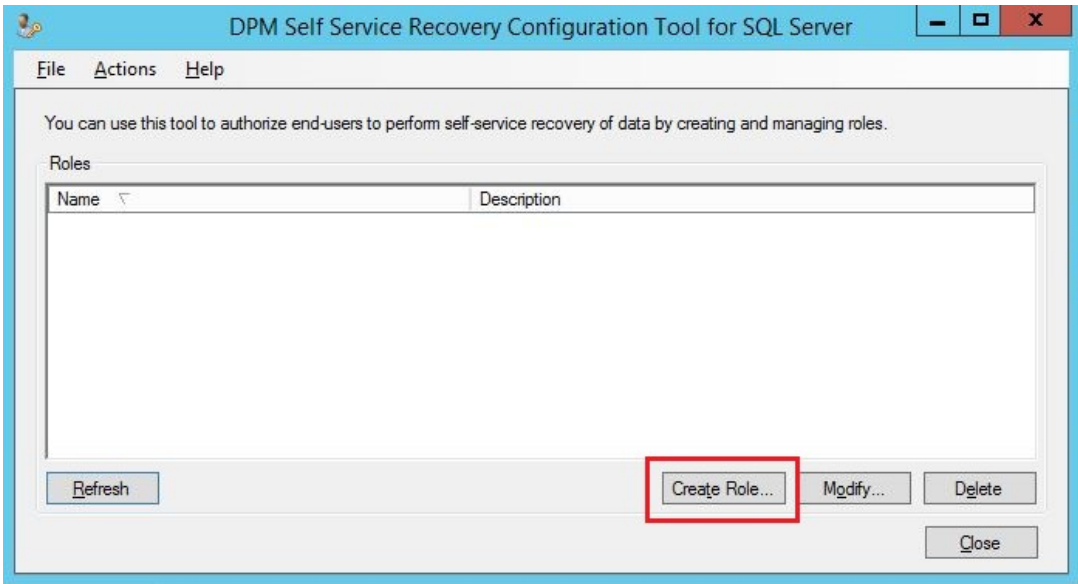 DPM Self Service Recovery Configuration Tool for SQL Server
File Actions Help
You can use this tool to authorize end-users to perform self-service recovery of data by creating and managing roles.
Roles
Name Description
Refresh Create Role... Modify... Delete
Close